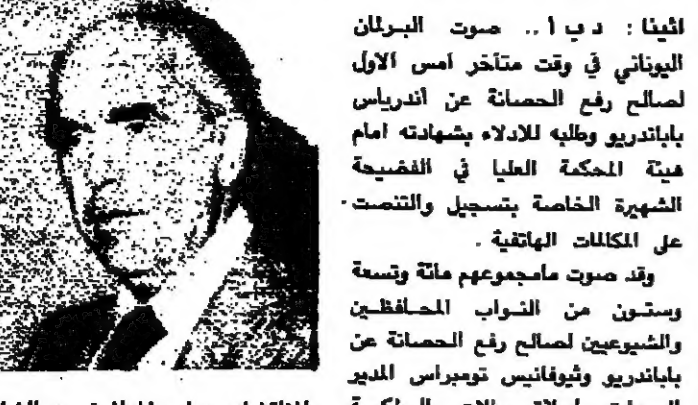 اثينا : د ب ا .. صوت البرلمان
اليوناني في وقت متأخر امس الأول
لصالح رفع الحصانة عن أندرياس
باباندريو وطلبه للادلاء بشهادته امام
هيئة المحكمة العليا في الفضيحة
الشهيرة الخاصة بتسجيل والتنصت
على المكالمات الهاتفية .
وقد صوت مامجموعهم مائة وتسعة
وستون من النواب المحافظين
والشيوعيين لصالح رفع الحصانة عن
باباندريو وثيوفانيس تومبراس المدير